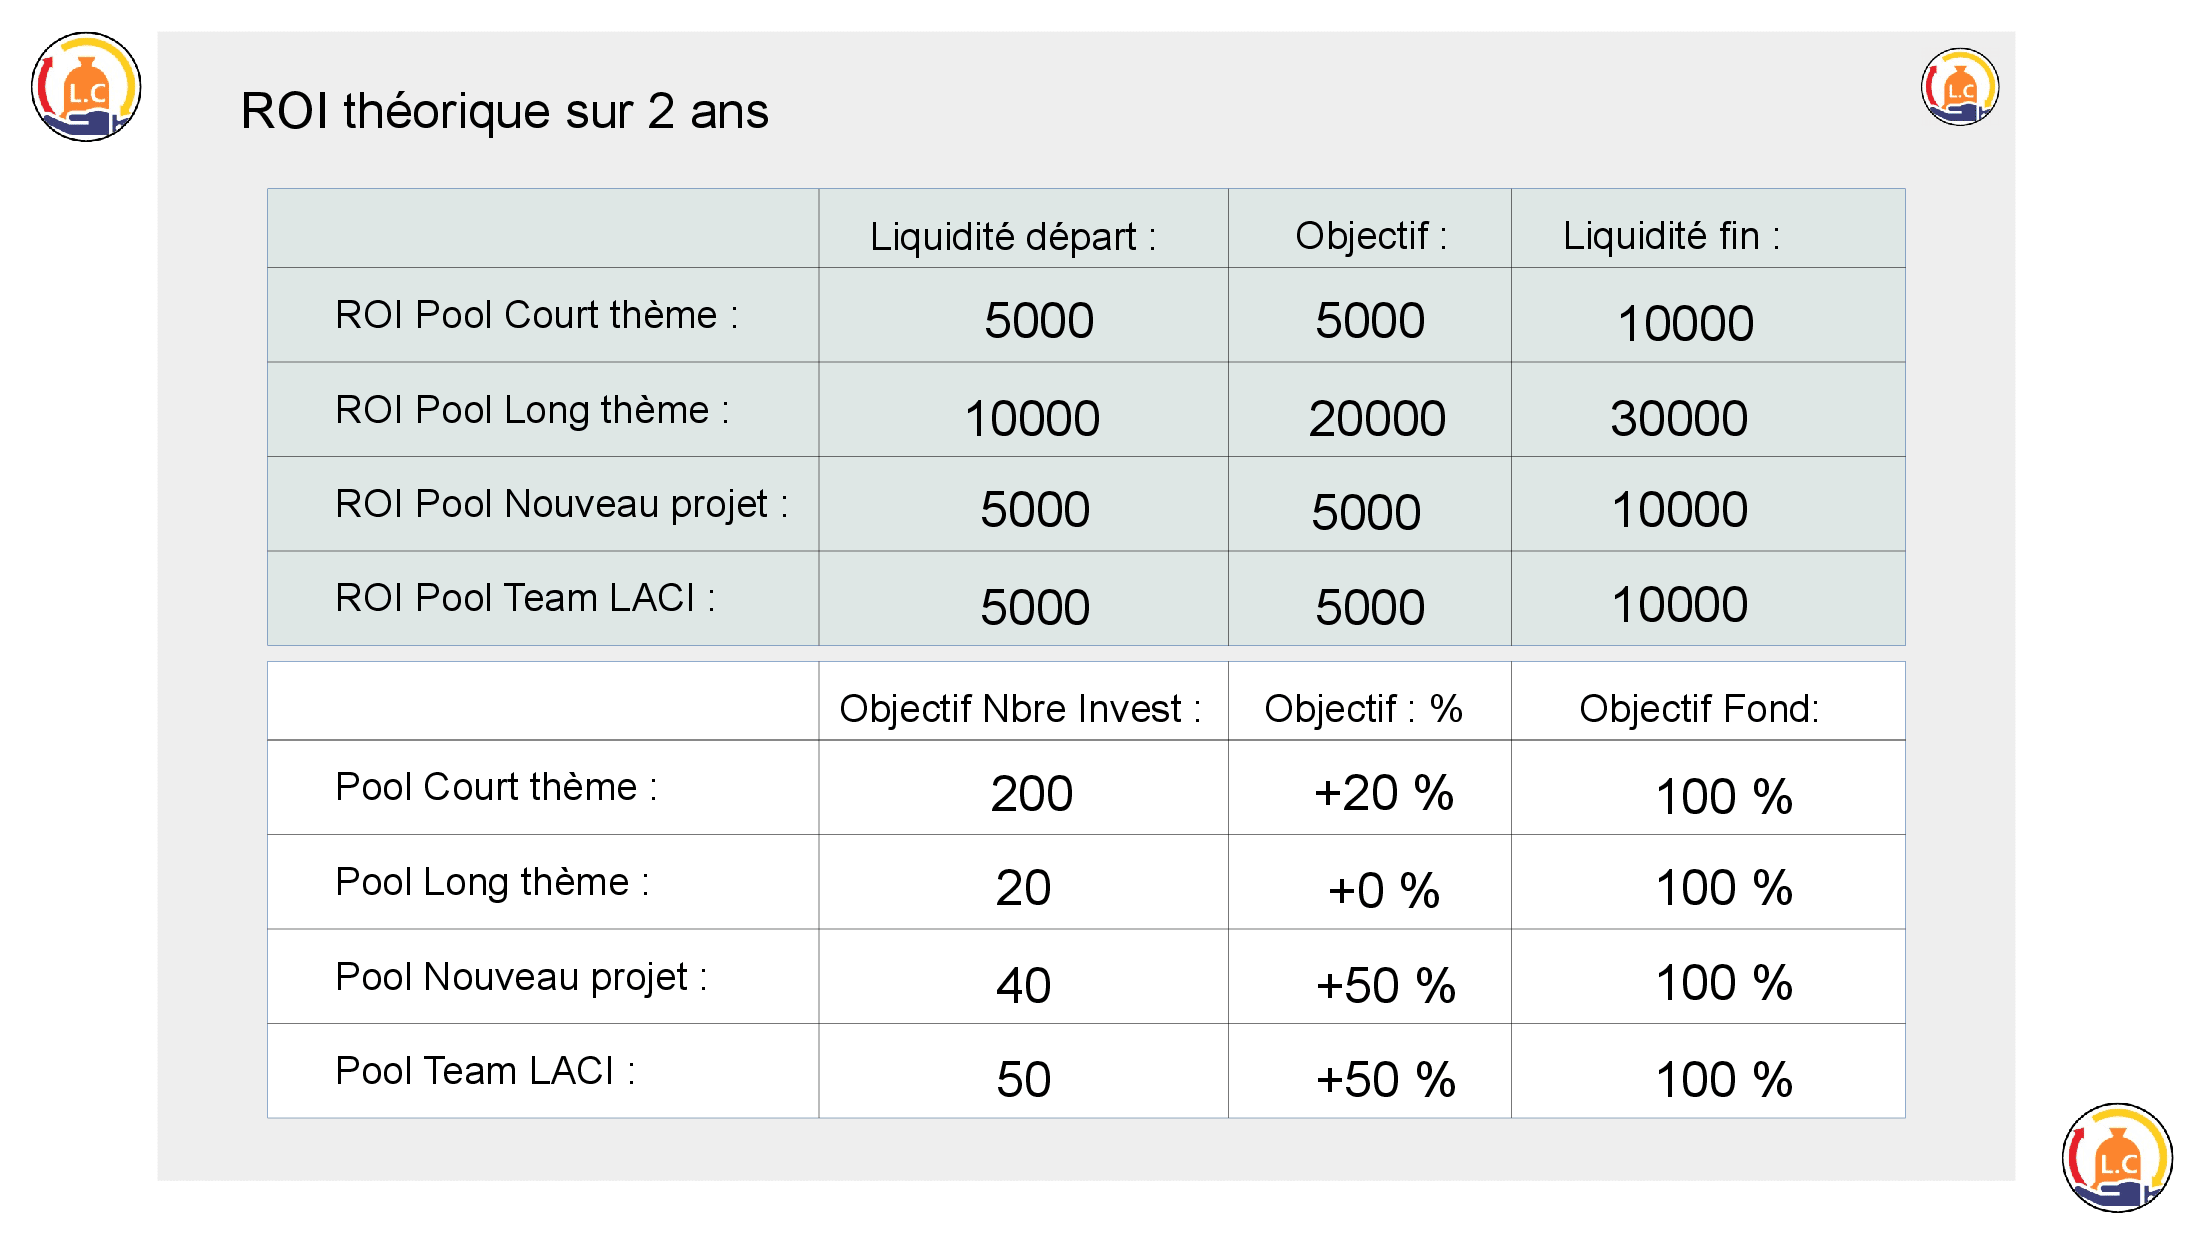 L.C
L.C
ROI théorique sur 2 ans
Liquidité départ : Objectif : Liquidité fin :
ROI Pool Court thème : 5000 5000 10000
ROI Pool Long thème : 10000 20000 30000
ROI Pool Nouveau projet : 5000 5000 10000
ROI Pool Team LACI : 5000 5000 10000
Objectif Nbre Invest : Objectif : % Objectif Fond:
Pool Court thème : 200 +20 % 100 %
Pool Long thème : 20 +0 % 100 %
Pool Nouveau projet : 40 +50 % 100 %
Pool Team LACI : 50 +50 % 100 %
L.C